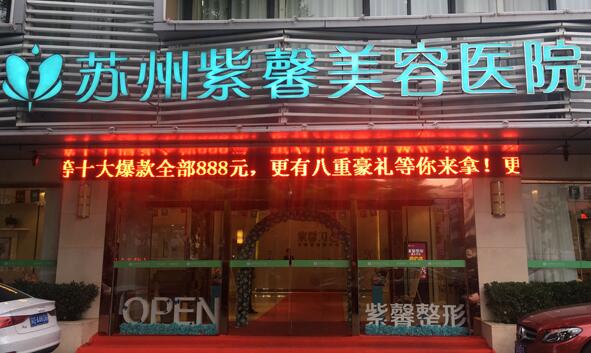 苏州紫馨美容医院
等十大爆款全部888元，更有八重豪礼等你来拿！更
OPEN
紫馨整形